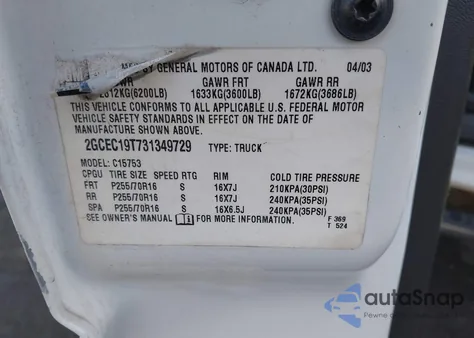 BY GENERAL MOTORS OF CANADA LTD. 04/03
GAWR FRT GAWR RR
2812KG(6200LB) 1633KG(3600LB) 1672KG(3686LB)
THIS VEHICLE CONFORMS TO ALL APPLICABLE U.S. FEDERAL MOTOR
VEHICLE SAFETY STANDARDS IN EFFECT ON THE DATE OF
MANUFACTURE SHOWN ABOVE.
2GCEC19T731349729 TYPE: TRUCK
MODEL: C15753
CPGU TIRE SIZE SPEED RTG RIM COLD TIRE PRESSURE
FRT P255/70R16 S 16X7J 210KPA(30PSI)
RR P255/70R16 S 16X7J 240KPA(35PSI)
SPA P255/70R16 S 16X6.5J 240KPA(35PSI)
SEE OWNER'S MANUAL FOR MORE INFORMATION.
F 369
T 524
autoSnap
Пережени свої мрії